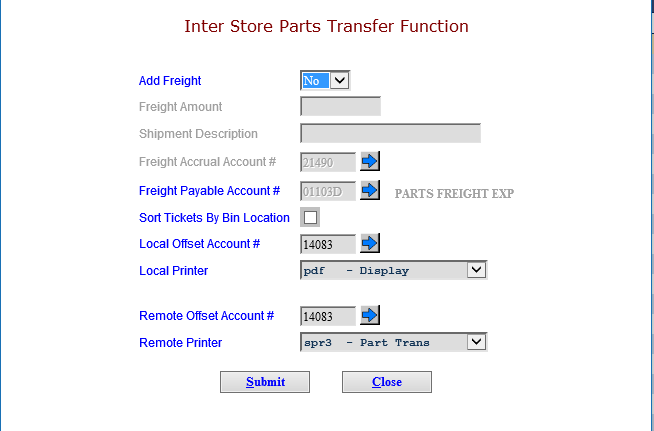 Inter Store Parts Transfer Function
Add Freight No
Freight Amount
Shipment Description
Freight Accrual Account # 21490
Freight Payable Account # 01103D PARTS FREIGHT EXP
Sort Tickets By Bin Location
Local Offset Account # 14083
Local Printer pdf - Display
Remote Offset Account # 14083
Remote Printer spr3 - Part Trans
Submit Close